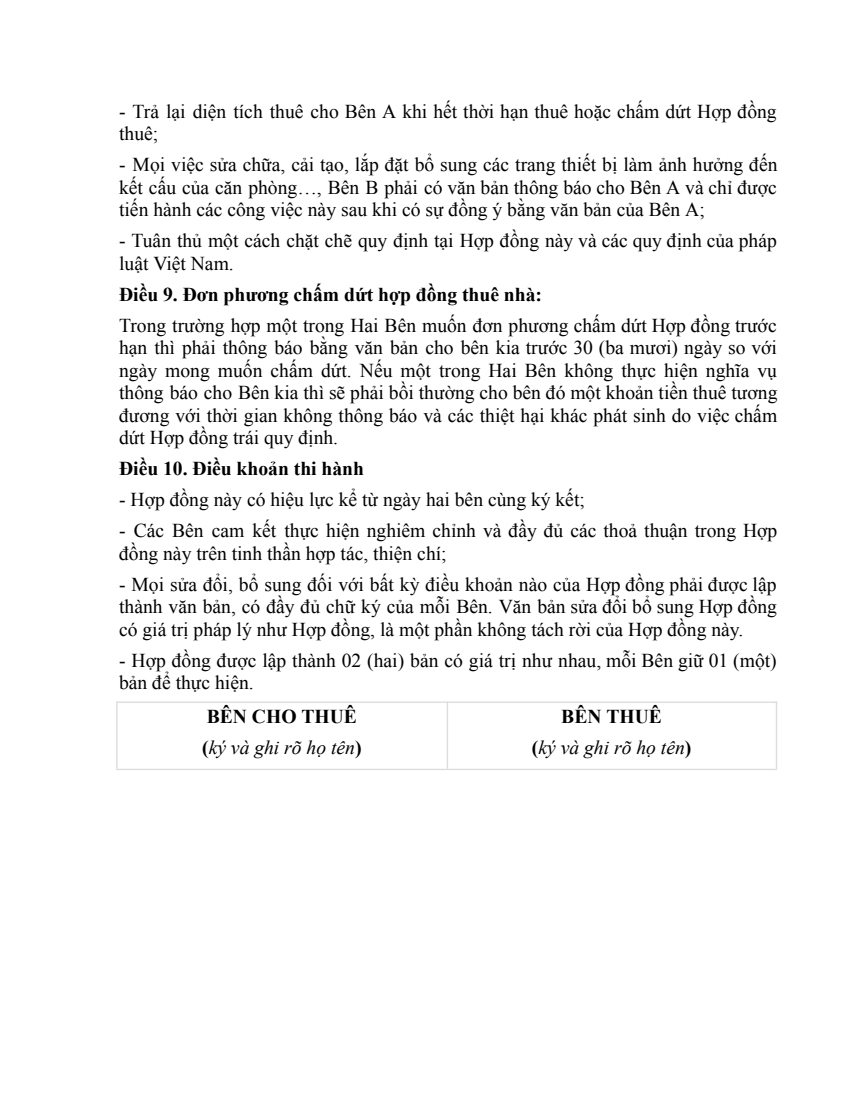 - Trả lại diện tích thuê cho Bên A khi hết thời hạn thuê hoặc chấm dứt Hợp đồng
thuê;
- Mọi việc sửa chữa, cải tạo, lắp đặt bổ sung các trang thiết bị làm ảnh hưởng đến
kết cấu của căn phòng…, Bên B phải có văn bản thông báo cho Bên A và chỉ được
tiến hành các công việc này sau khi có sự đồng ý bằng văn bản của Bên A;
- Tuân thủ một cách chặt chẽ quy định tại Hợp đồng này và các quy định của pháp
luật Việt Nam.
Điều 9. Đơn phương chấm dứt hợp đồng thuê nhà:
Trong trường hợp một trong Hai Bên muốn đơn phương chấm dứt Hợp đồng trước
hạn thì phải thông báo bằng văn bản cho bên kia trước 30 (ba mươi) ngày so với
ngày mong muốn chấm dứt. Nếu một trong Hai Bên không thực hiện nghĩa vụ
thông báo cho Bên kia thì sẽ phải bồi thường cho bên đó một khoản tiền thuê tương
đương với thời gian không thông báo và các thiệt hại khác phát sinh do việc chấm
dứt Hợp đồng trái quy định.
Điều 10. Điều khoản thi hành
- Hợp đồng này có hiệu lực kể từ ngày hai bên cùng ký kết;
- Các Bên cam kết thực hiện nghiêm chỉnh và đầy đủ các thoả thuận trong Hợp
đồng này trên tinh thần hợp tác, thiện chí;
- Mọi sửa đổi, bổ sung đối với bất kỳ điều khoản nào của Hợp đồng phải được lập
thành văn bản, có đầy đủ chữ ký của mỗi Bên. Văn bản sửa đổi bổ sung Hợp đồng
có giá trị pháp lý như Hợp đồng, là một phần không tách rời của Hợp đồng này.
- Hợp đồng được lập thành 02 (hai) bản có giá trị như nhau, mỗi Bên giữ 01 (một)
bản để thực hiện.
BÊN CHO THUÊ
(ký và ghi rõ họ tên)
BÊN THUÊ
(ký và ghi rõ họ tên)